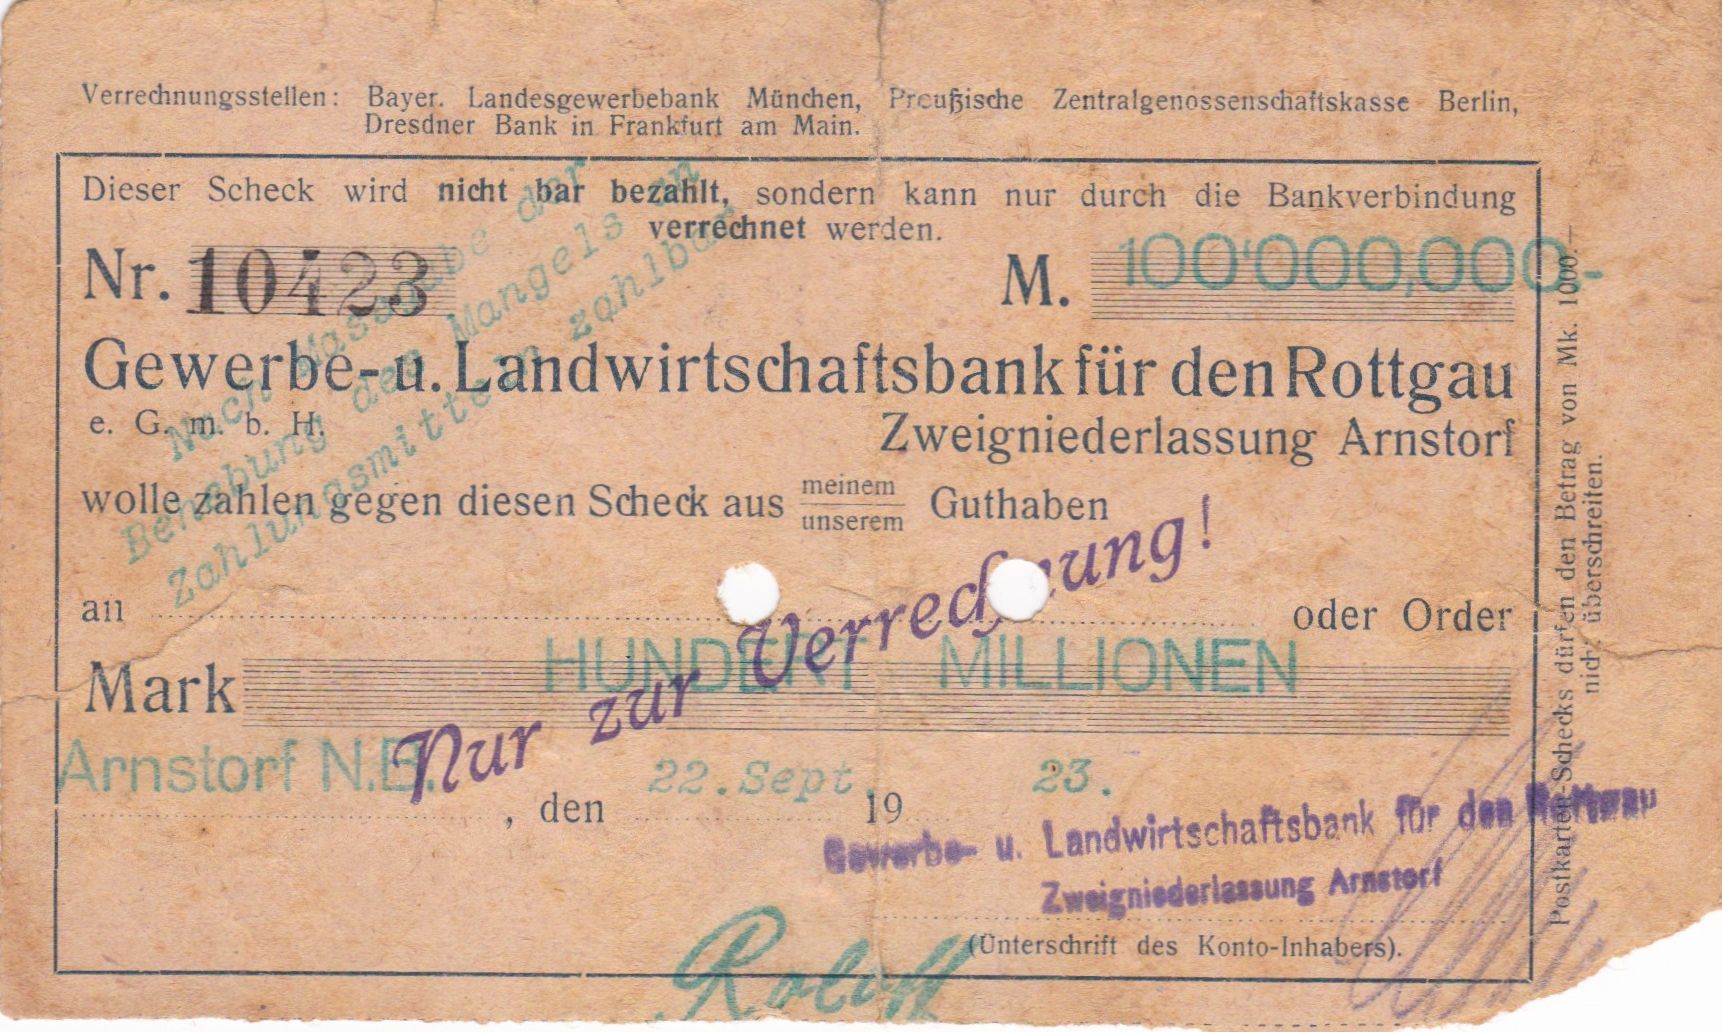 Verrechnungsstellen: Bayer. Landesgewerbebank München, Preußische Zentralgenossenschaftskasse Berlin,
Dresdner Bank in Frankfurt am Main.
Dieser Scheck wird nicht bar bezahlt, sondern kann nur durch die Bankverbindung
verrechnet werden.
Nr. 10423 M. 100'000,000.-
Gewerbe- u. Landwirtschaftsbank für den Rottgau
e. G. m. b. H. Zweigniederlassung Arnstorf
Nach Massgabe der
Behebung des Mangels an
Zahlungsmitteln zahlbar
wolle zahlen gegen diesen Scheck aus meinem
unserem Guthaben
an oder Order
Nur zur Verrechnung!
Mark HUNDERT MILLIONEN
Arnstorf N.B. , den 22.Sept. 1923.
Gewerbe- u. Landwirtschaftsbank für den Rottgau
Zweigniederlassung Arnstorf
(Unterschrift des Konto-Inhabers).
Postkarten-Schecks dürfen den Betrag von Mk. 1000.—
nicht überschreiten.